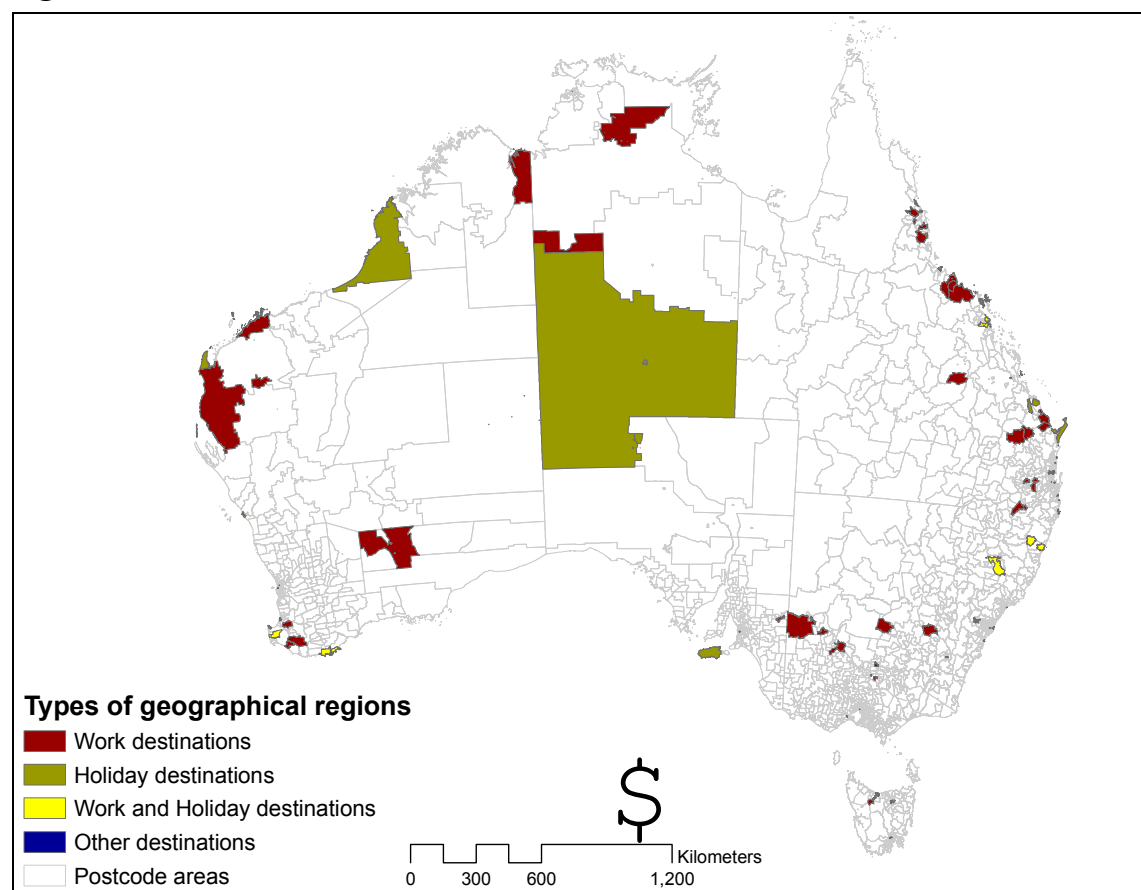 Types of geographical regions
Work destinations
Holiday destinations
Work and Holiday destinations
Other destinations
Postcode areas
$
Kilometers
0 300 600 1,200